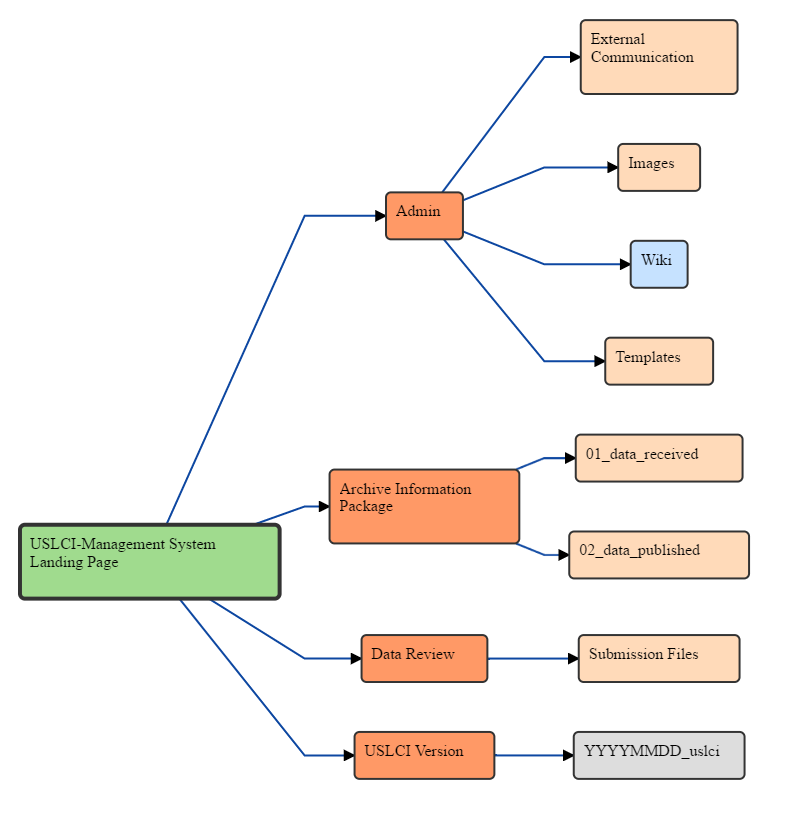 External
Communication
Images
Admin
Wiki
Templates
01_data_received
Archive Information
Package
USLCI-Management System
Landing Page
02_data_published
Data Review
Submission Files
USLCI Version
YYYYMMDD_uslci